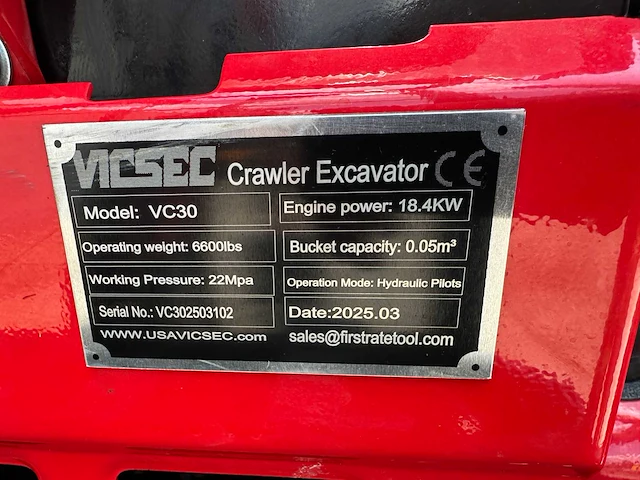 VICSEC Crawler Excavator CE
Model: VC30
Engine power: 18.4KW
Operating weight: 6600lbs
Bucket capacity: 0.05m³
Working Pressure: 22Mpa
Operation Mode: Hydraulic Pilots
Serial No.: VC302503102
Date:2025.03
WWW.USAVICSEC.com
sales@firstratetool.com